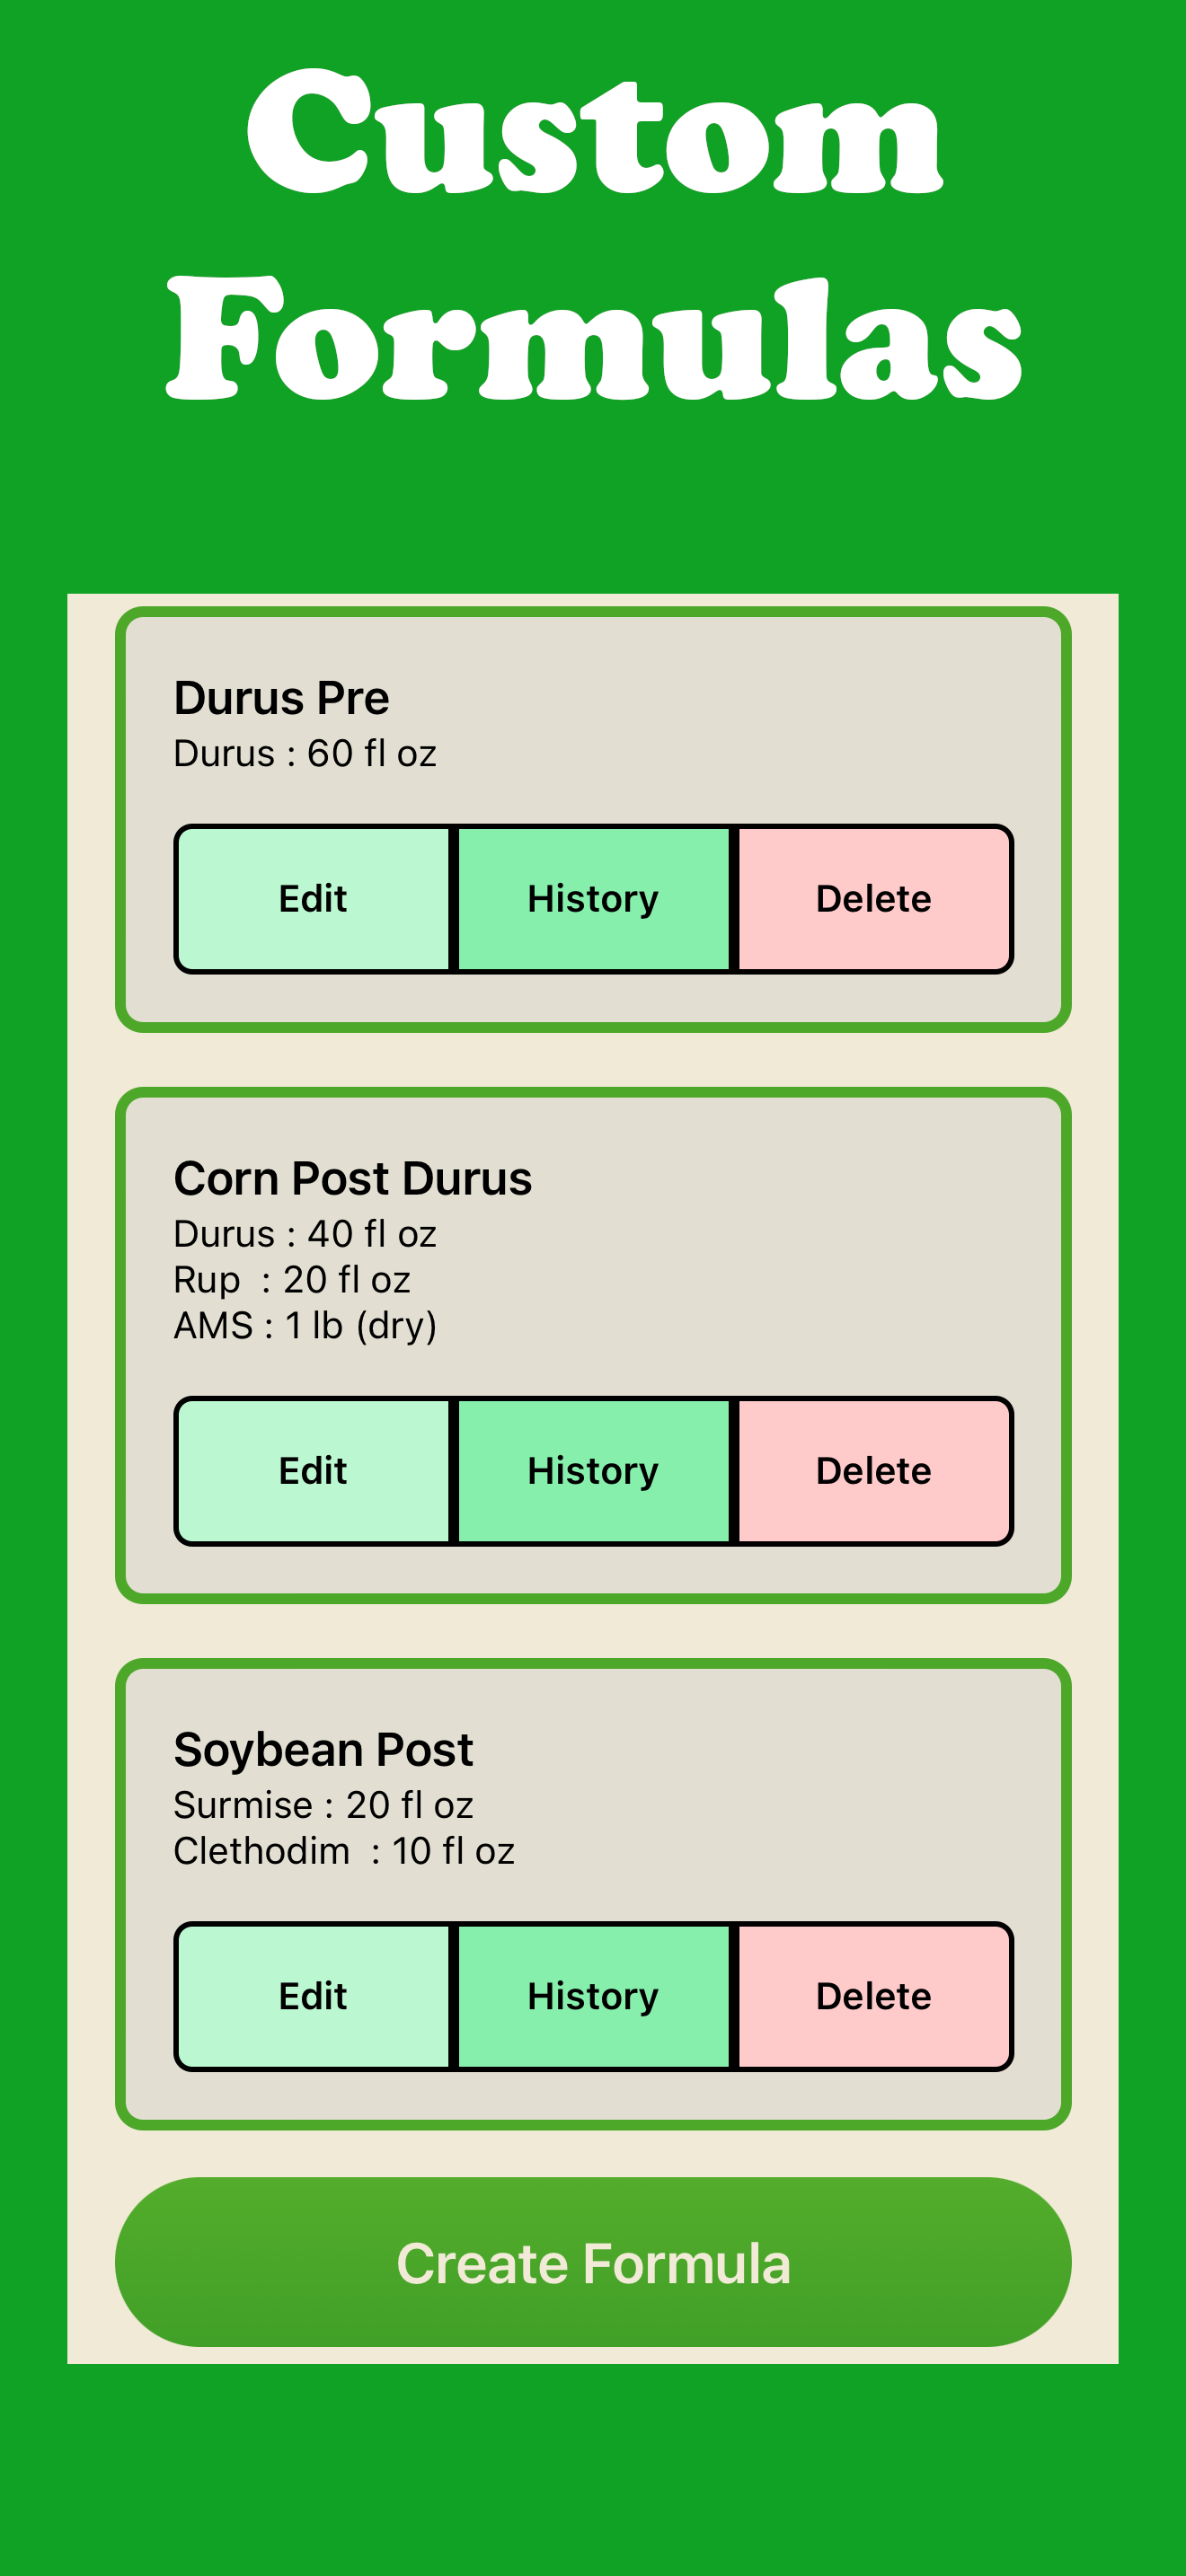 Custom
Formulas
Durus Pre
Durus : 60 fl oz
Edit History Delete
Corn Post Durus
Durus : 40 fl oz
Rup  : 20 fl oz
AMS : 1 lb (dry)
Edit History Delete
Soybean Post
Surmise : 20 fl oz
Clethodim  : 10 fl oz
Edit History Delete
Create Formula